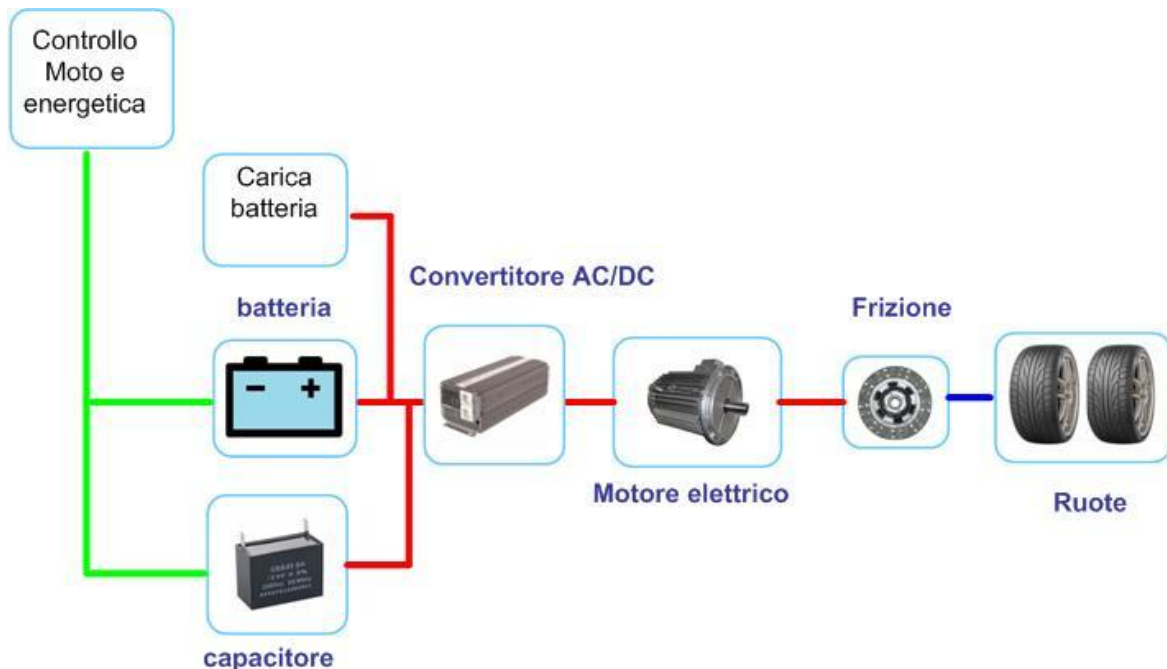 Controllo
Moto e
energetica
Carica
batteria
Convertitore AC/DC
batteria
Frizione
Motore elettrico
Ruote
capacitore